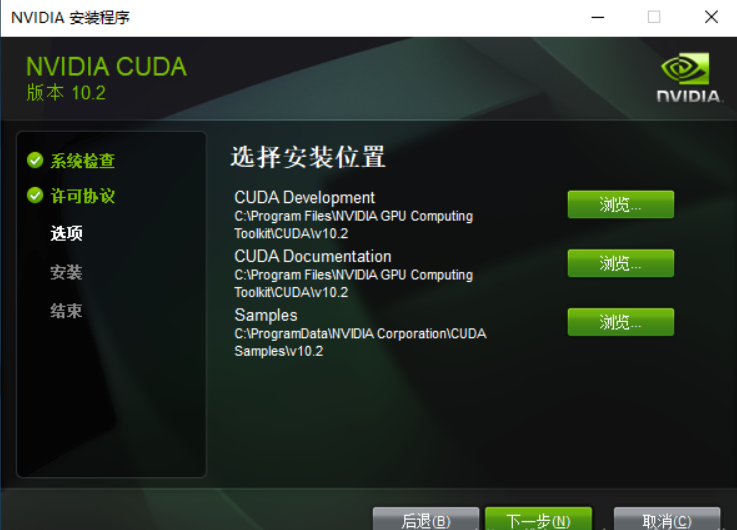 NVIDIA 安装程序
NVIDIA CUDA
版本 10.2
NVIDIA.
系统检查
许可协议
选项
安装
结束
选择安装位置
CUDA Development
C:\Program Files\NVIDIA GPU Computing
Toolkit\CUDA\v10.2
浏览...
CUDA Documentation
C:\Program Files\NVIDIA GPU Computing
Toolkit\CUDA\v10.2
浏览...
Samples
C:\ProgramData\NVIDIA Corporation\CUDA
Samples\v10.2
浏览...
后退(B)
下一步(N)
取消(C)